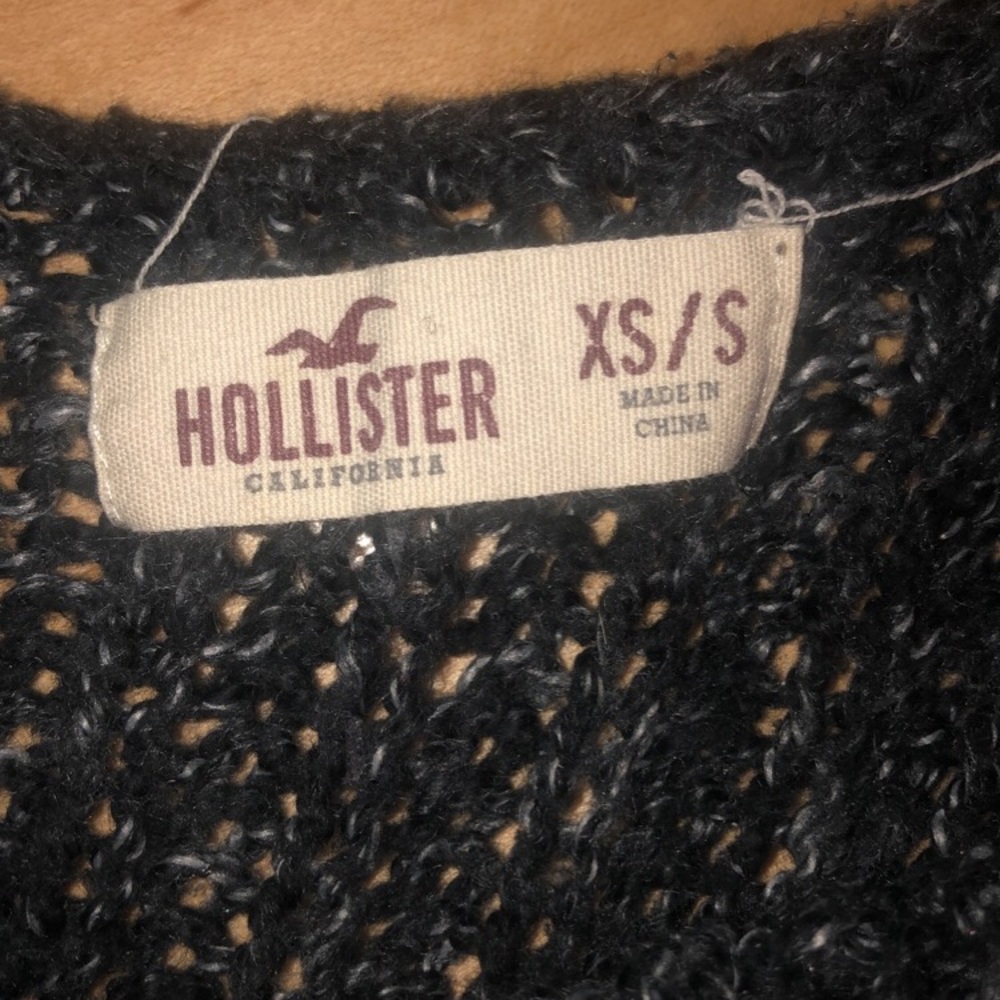 HOLLISTER
CALIFORNIA
XS/S
MADE IN
CHINA